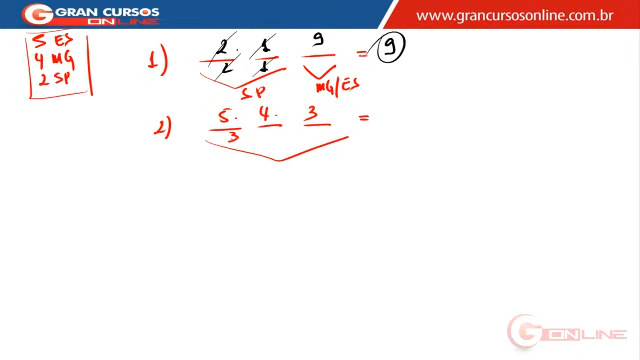 GRAN CURSOS
ONLINE
www.grancursosonline.com.br
5 ES
4 MG
2 SP
1) 2 · 1 9 = 9
2 1
SP MG/ES
2) 5 · 4 · 3 =
3
GONLINE